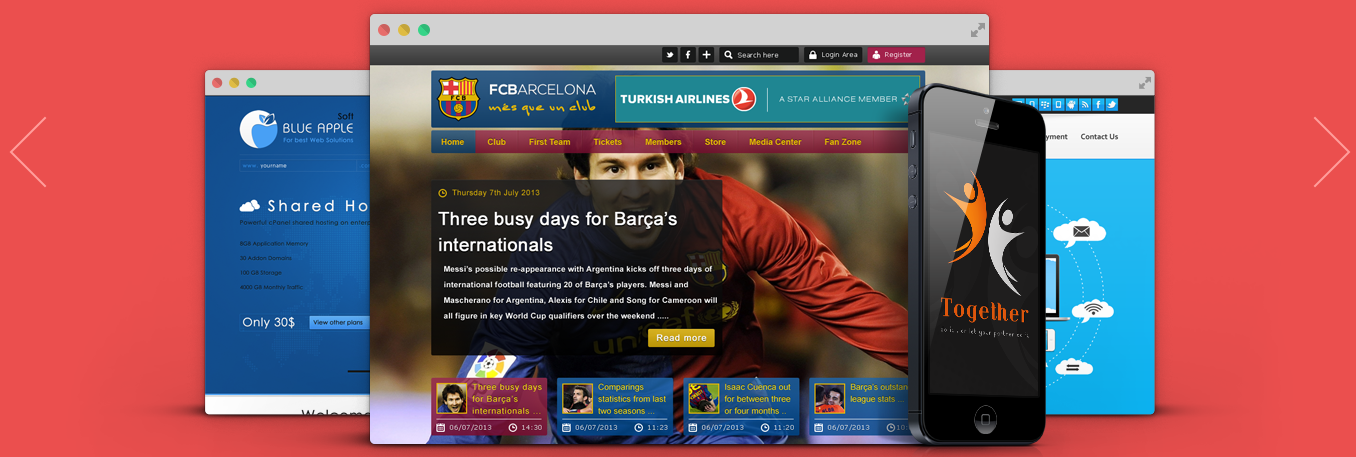 Search here
Login Area
Register
FCBARCELONA
més que un club
FCB
TURKISH AIRLINES
A STAR ALLIANCE MEMBER
Home
Club
First Team
Tickets
Members
Store
Media Center
Fan Zone
Thursday 7th July 2013
Three busy days for Barça's
internationals
Messi's possible re-appearance with Argentina kicks off three days of
international football featuring 20 of Barça's players. Messi and
Mascherano for Argentina, Alexis for Chile and Song for Cameroon will
all figure in key World Cup qualifiers over the weekend .....
Read more
Three busy days
for Barça's
internationals ...
06/07/2013 14:30
Comparings
statistics from last
two seasons ...
06/07/2013 11:23
Isaac Cuenca out
for between three
or four months ..
06/07/2013 11:20
Barça's outstan
league stats ...
06/07/2013 10
Soft
BLUE APPLE
For best Web Solutions
www. yourname
Shared Ho
Powerful cPanel shared hosting an enter
8GB Application Memory
30 Addon Domains
100 GB Storage
4000 GB Monthly Traffic
Only 30$
View other plans
Welcome
yment
Contact Us
Together